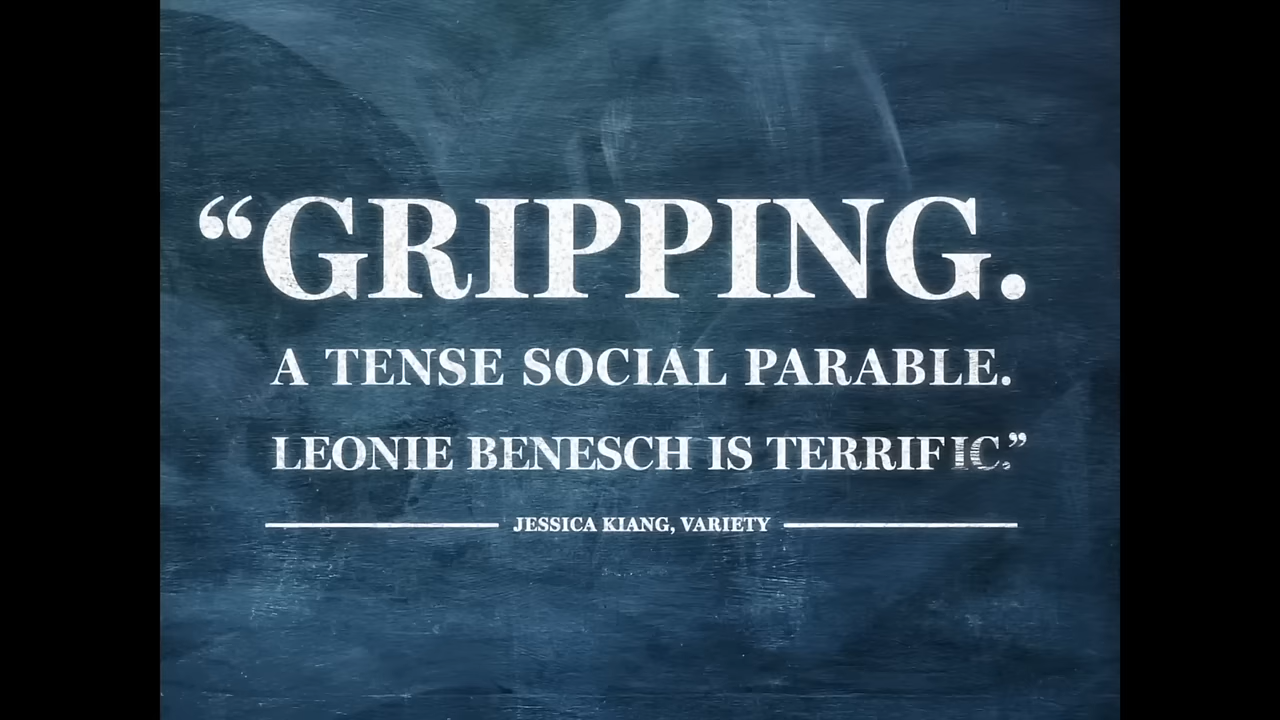 “GRIPPING.
A TENSE SOCIAL PARABLE.
LEONIE BENESCH IS TERRIFIC.”
JESSICA KIANG, VARIETY